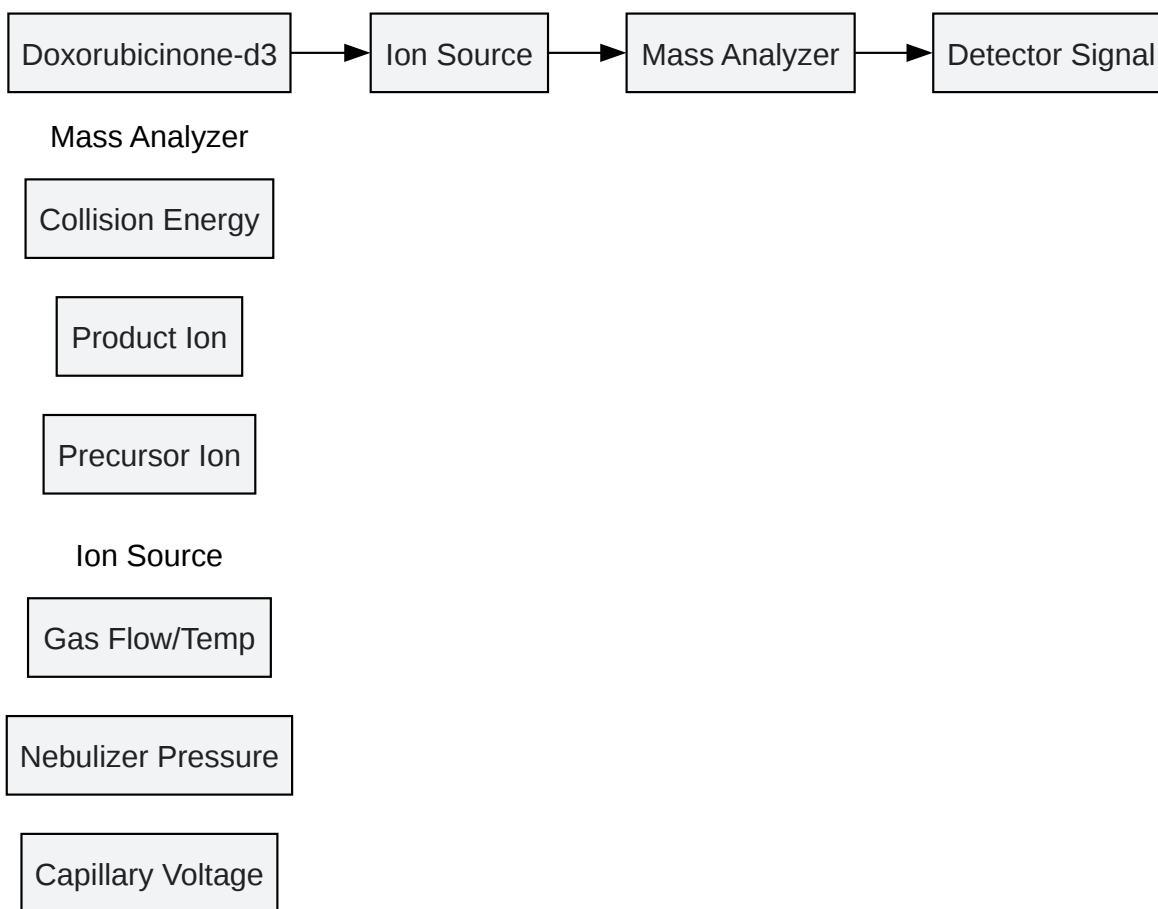 Doxorubicinone-d3
Ion Source
Mass Analyzer
Detector Signal
Mass Analyzer
Collision Energy
Product Ion
Precursor Ion
Ion Source
Gas Flow/Temp
Nebulizer Pressure
Capillary Voltage